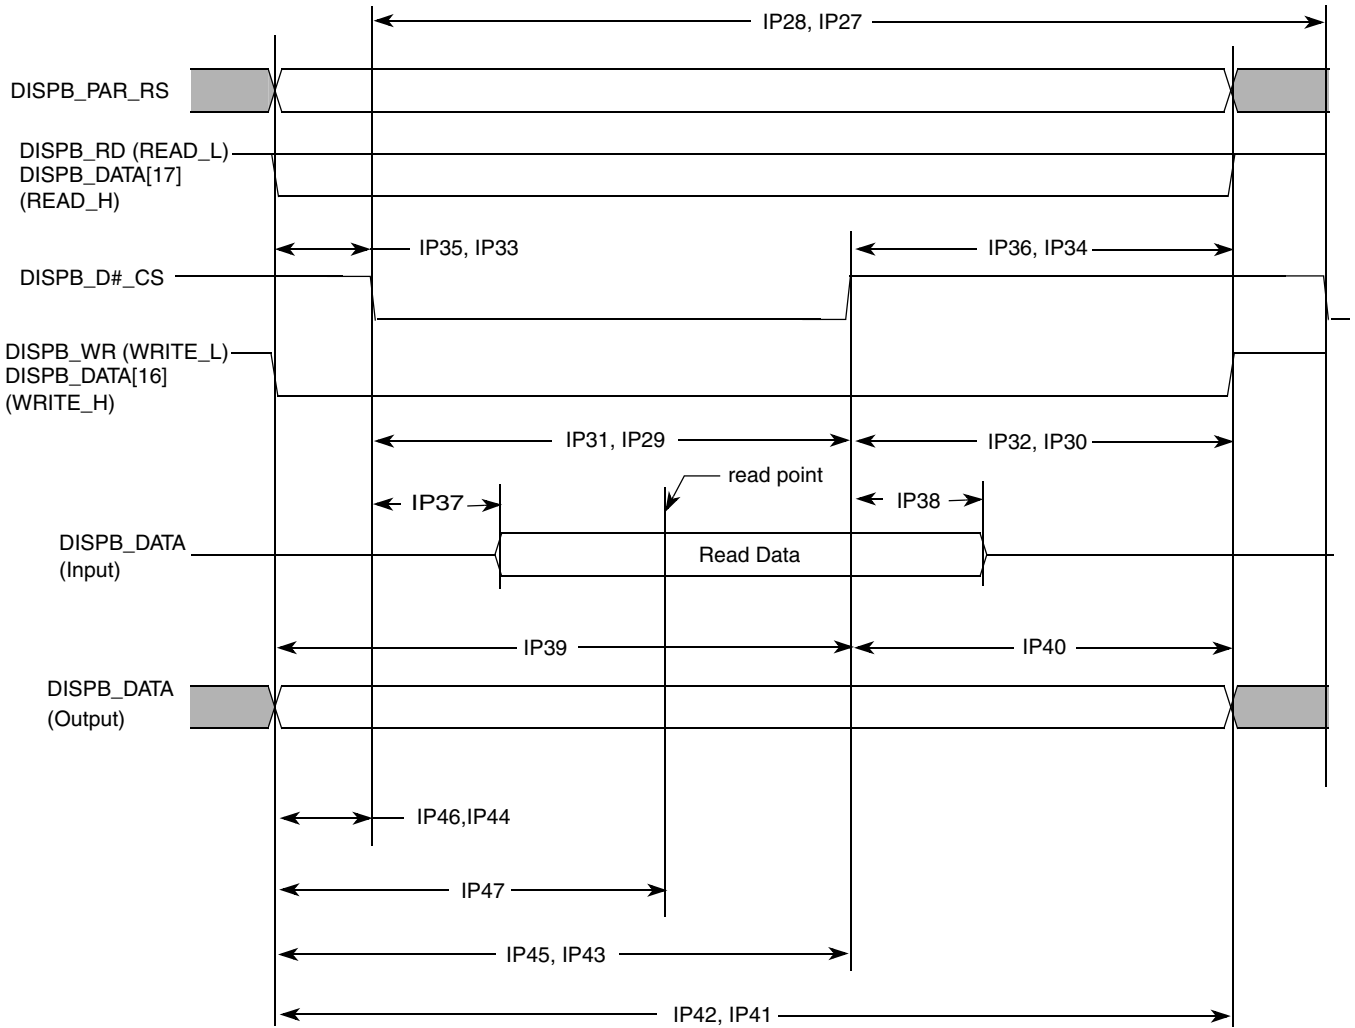 IP28, IP27
DISPB_PAR_RS
DISPB_RD (READ_L)
DISPB_DATA[17]
(READ_H)
IP35, IP33
IP36, IP34
DISPB_D#_CS
DISPB_WR (WRITE_L)
DISPB_DATA[16]
(WRITE_H)
IP31, IP29
IP32, IP30
read point
IP37
IP38
DISPB_DATA
(Input)
Read Data
IP39
IP40
DISPB_DATA
(Output)
IP46,IP44
IP47
IP45, IP43
IP42, IP41